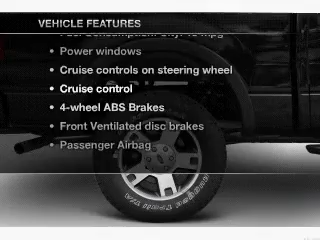 VEHICLE FEATURES
• Power windows
• Cruise controls on steering wheel
• Cruise control
• 4-wheel ABS Brakes
• Front Ventilated disc brakes
• Passenger Airbag